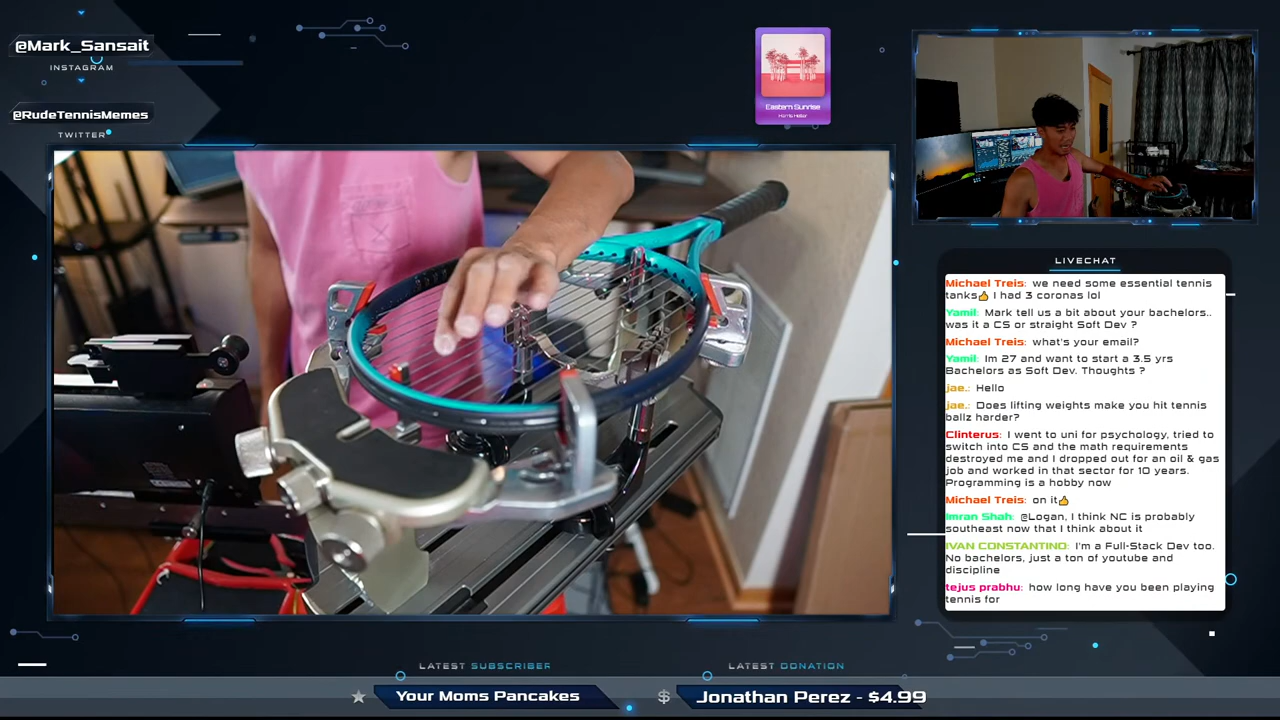 @Mark_Sansait
INSTAGRAM
@RudeTennisMemes
TWITTER
Eastern Sunrise
LIVECHAT
Michael Treis: we need some essential tennis
tanks👍 I had 3 coronas lol
Yamil: Mark tell us a bit about your bachelors..
was it a CS or straight Soft Dev ?
Michael Treis: what's your email?
Yamil: Im 27 and want to start a 3.5 yrs
Bachelors as Soft Dev. Thoughts ?
jae.: Hello
jae.: Does lifting weights make you hit tennis
ballz harder?
Clinterus: I went to uni for psychology, tried to
switch into CS and the math requirements
destroyed me and I dropped out for an oil & gas
job and worked in that sector for 10 years.
Programming is a hobby now
Michael Treis: on it👍
Imran Shah: @Logan, I think NC is probably
southeast now that I think about it
IVAN CONSTANTINO: I'm a Full-Stack Dev too.
No bachelors, just a ton of youtube and
discipline
tejus prabhu: how long have you been playing
tennis for
LATEST SUBSCRIBER
Your Moms Pancakes
LATEST DONATION
$ Jonathan Perez - $4.99